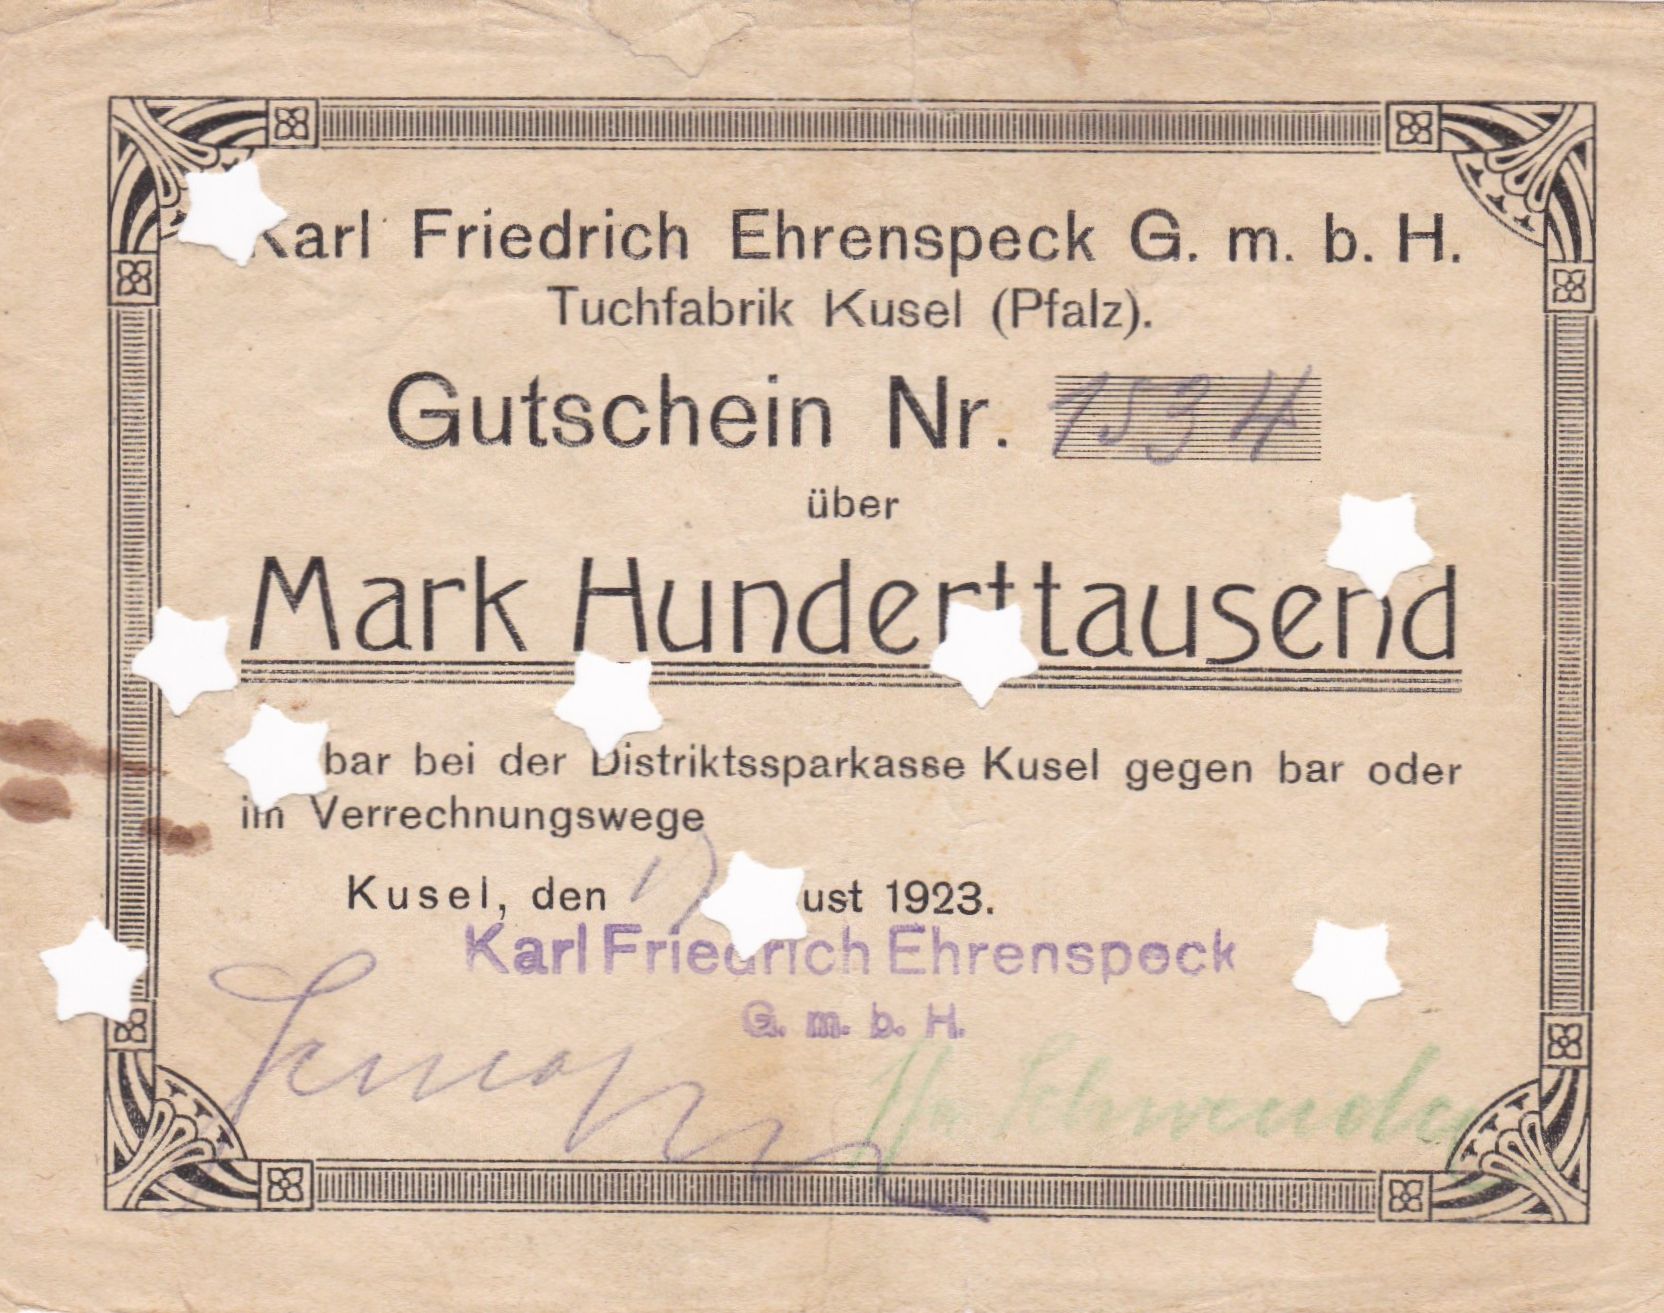 Karl Friedrich Ehrenspeck G. m. b. H.
Tuchfabrik Kusel (Pfalz).
Gutschein Nr. 1534
über
Mark Hunderttausend
bar bei der Distriktssparkasse Kusel gegen bar oder
im Verrechnungswege
Kusel, den ust 1923.
Karl Friedrich Ehrenspeck
G. m. b. H.